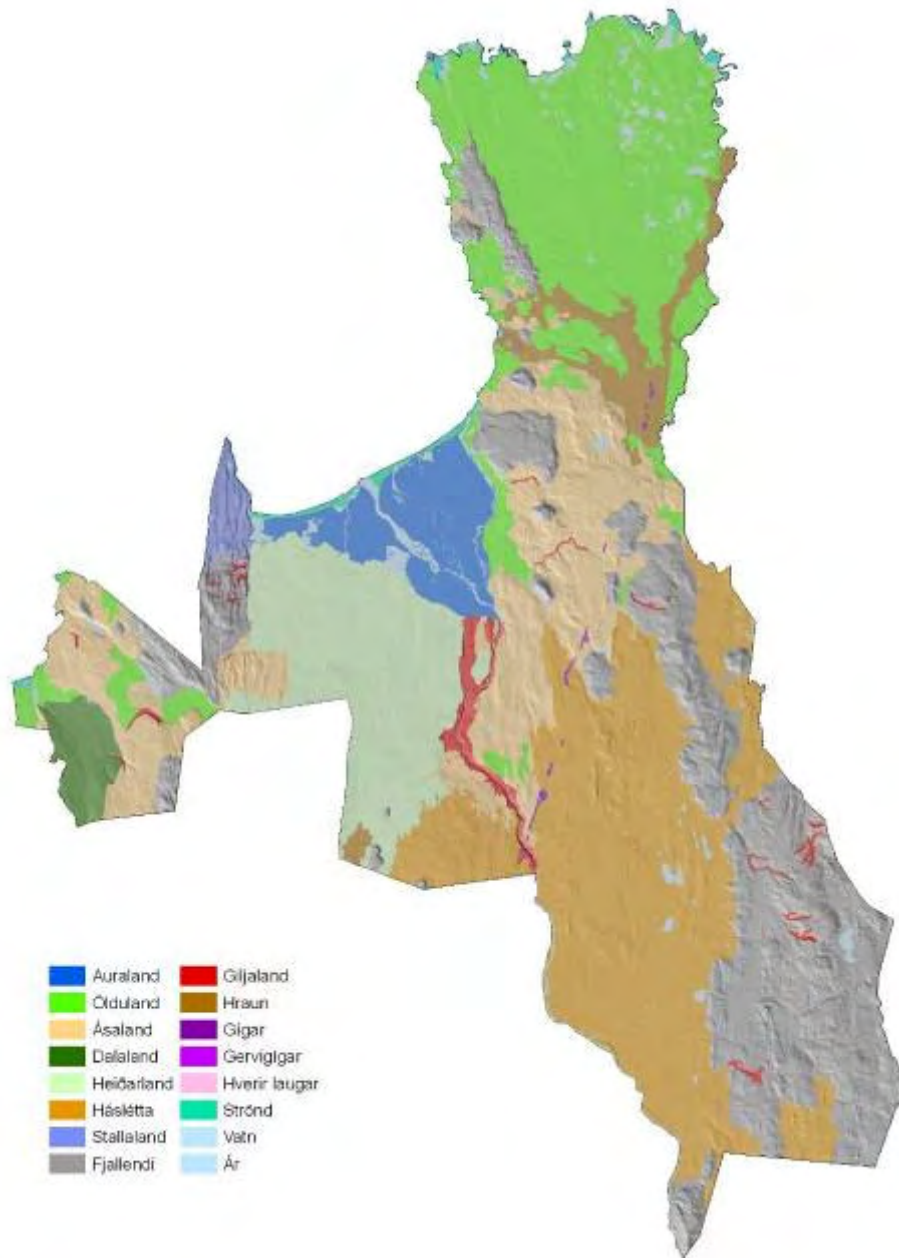 Auraland
Ölduland
Ásaland
Dalaland
Heiðarland
Háslétta
Stallaland
Fjallendi
Giljaland
Hraun
Gígar
Gervigígar
Hverir laugar
Strönd
Vatn
Ár